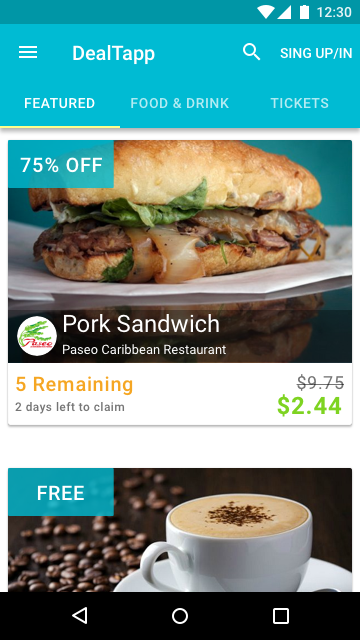 12:30
DealTapp
SING UP/IN
FEATURED
FOOD & DRINK
TICKETS
75% OFF
Paseo
Pork Sandwich
Paseo Caribbean Restaurant
5 Remaining
$9.75
2 days left to claim
$2.44
FREE